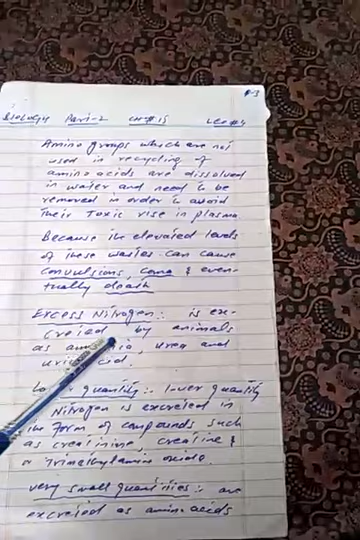 P-3
BIOLOGY Part-2 CH#15 Lec#4
Amino groups which are not
used in recycling of
amino acids are dissolved
in water and need to be
removed in order to avoid
their Toxic rise in plasma
Because the elevated levels
of these wastes can cause
Convulsions, Coma & even-
tually death
Excess Nitrogen:- is ex-
creted by animals
as ammonia, urea and
uric acid.
quantity:- lower quantity
Nitrogen is excreted in
the form of compounds such
as creatinine, creatine &
or Trimethylamine oxide.
very small quantities:- are
excreted as amino acids